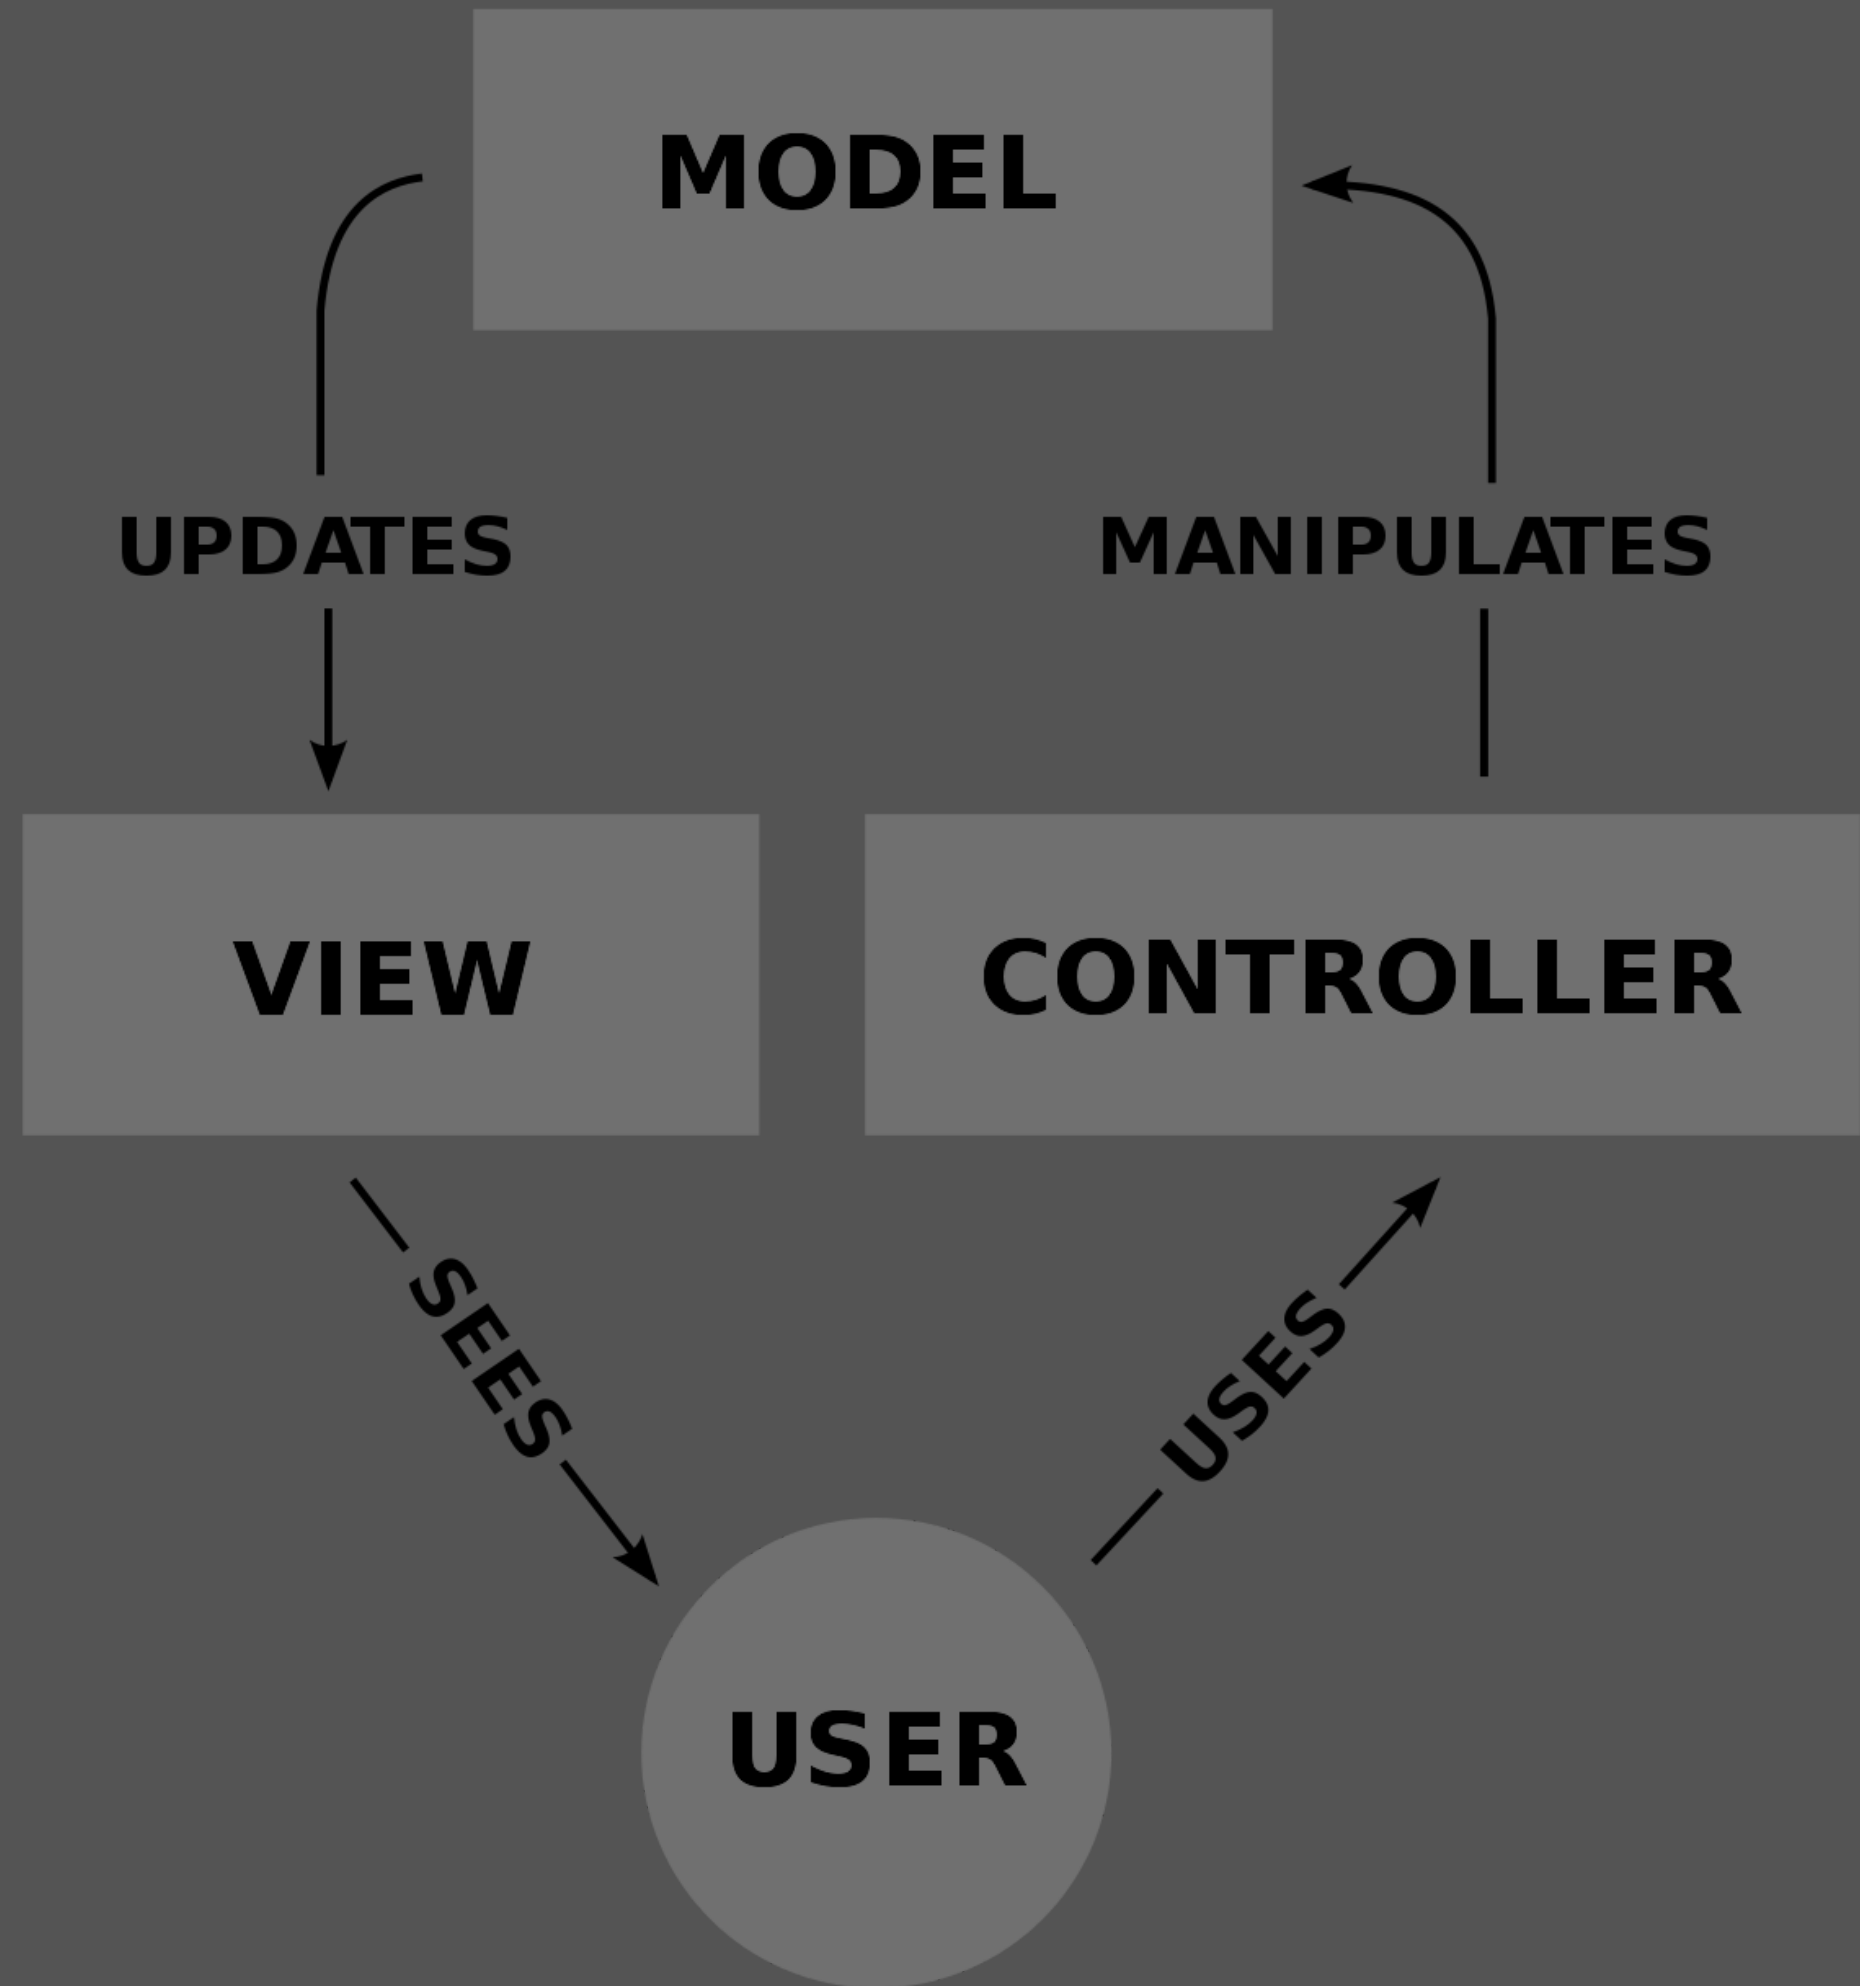 MODEL
UPDATES
MANIPULATES
VIEW
CONTROLLER
SEES
USES
USER